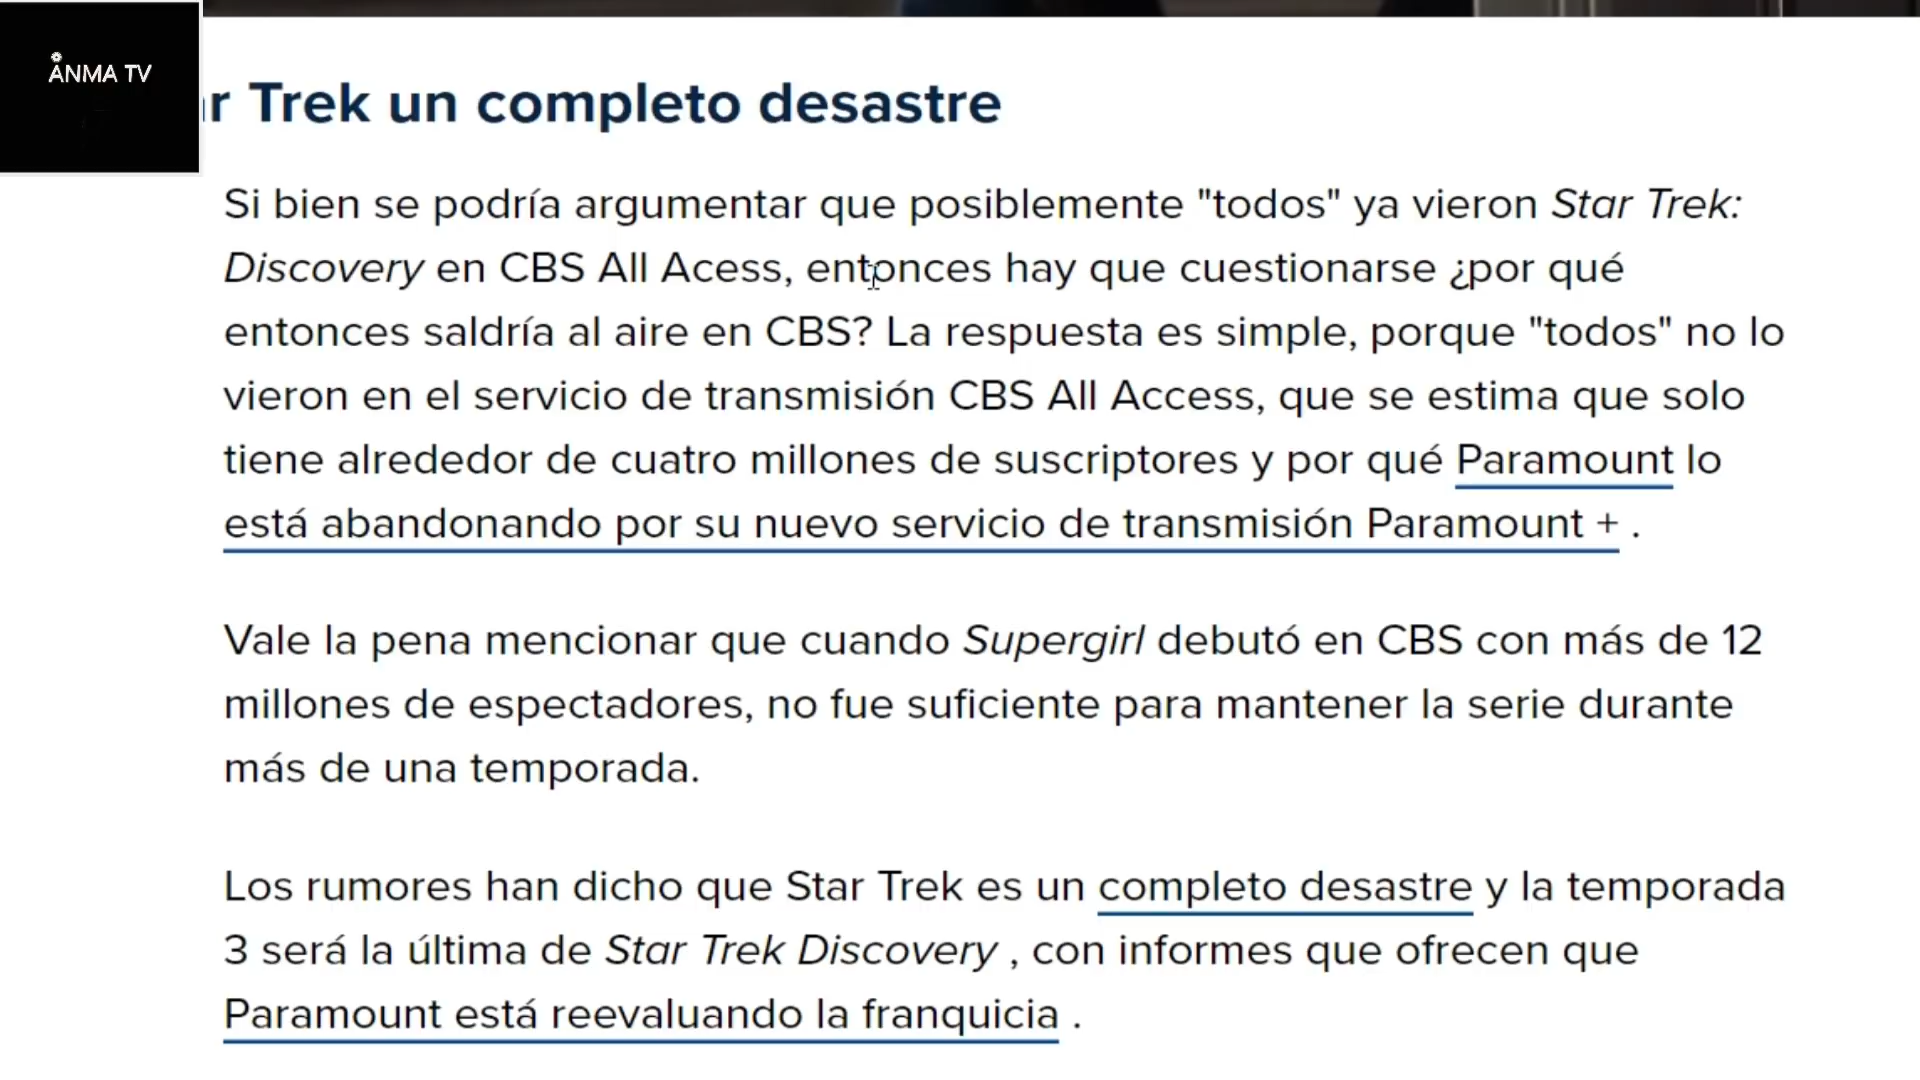 ÅNMA TV
r Trek un completo desastre
Si bien se podría argumentar que posiblemente "todos" ya vieron Star Trek:
Discovery en CBS All Acess, entonces hay que cuestionarse ¿por qué
entonces saldría al aire en CBS? La respuesta es simple, porque "todos" no lo
vieron en el servicio de transmisión CBS All Access, que se estima que solo
tiene alrededor de cuatro millones de suscriptores y por qué Paramount lo
está abandonando por su nuevo servicio de transmisión Paramount + .
Vale la pena mencionar que cuando Supergirl debutó en CBS con más de 12
millones de espectadores, no fue suficiente para mantener la serie durante
más de una temporada.
Los rumores han dicho que Star Trek es un completo desastre y la temporada
3 será la última de Star Trek Discovery , con informes que ofrecen que
Paramount está reevaluando la franquicia .